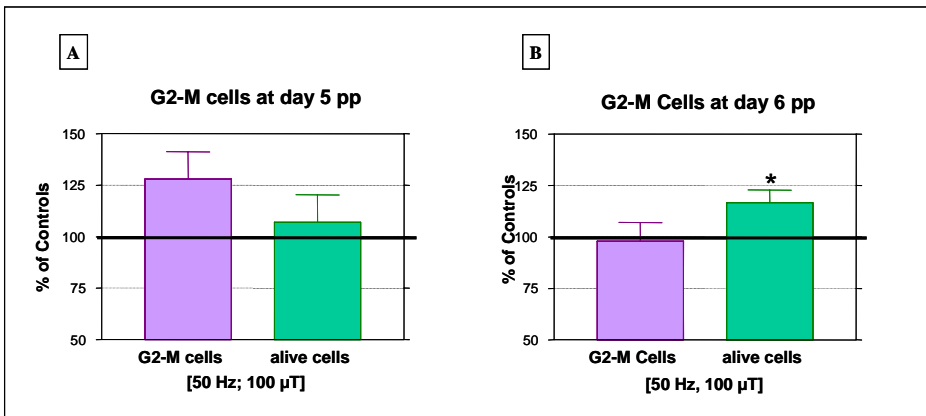 A
G2-M cells at day 5 pp
150
125
100
75
50
% of Controls
G2-M cells alive cells
[50 Hz; 100 µT]
B
G2-M Cells at day 6 pp
150
125
100
75
50
% of Controls
*
G2-M Cells alive cells
[50 Hz, 100 µT]